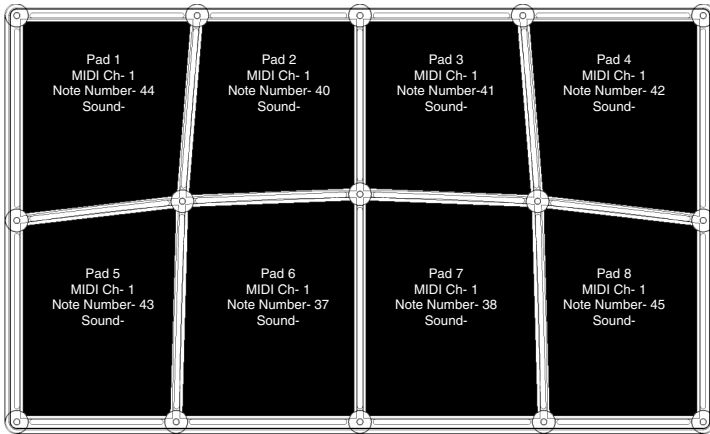 Pad 1
MIDI Ch- 1
Note Number- 44
Sound-
Pad 2
MIDI Ch- 1
Note Number- 40
Sound-
Pad 3
MIDI Ch- 1
Note Number-41
Sound-
Pad 4
MIDI Ch- 1
Note Number- 42
Sound-
Pad 5
MIDI Ch- 1
Note Number- 43
Sound-
Pad 6
MIDI Ch- 1
Note Number- 37
Sound-
Pad 7
MIDI Ch- 1
Note Number- 38
Sound-
Pad 8
MIDI Ch- 1
Note Number- 45
Sound-